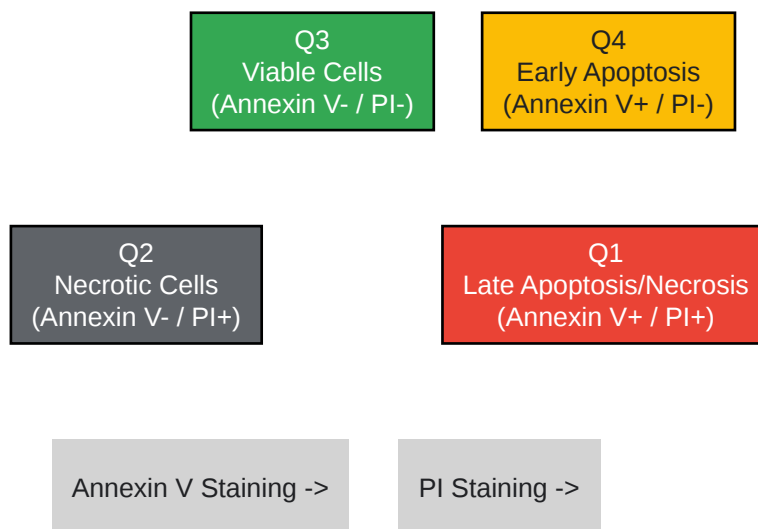 Q3
Viable Cells
(Annexin V- / PI-)
Q4
Early Apoptosis
(Annexin V+ / PI-)
Q2
Necrotic Cells
(Annexin V- / PI+)
Q1
Late Apoptosis/Necrosis
(Annexin V+ / PI+)
Annexin V Staining ->
PI Staining ->